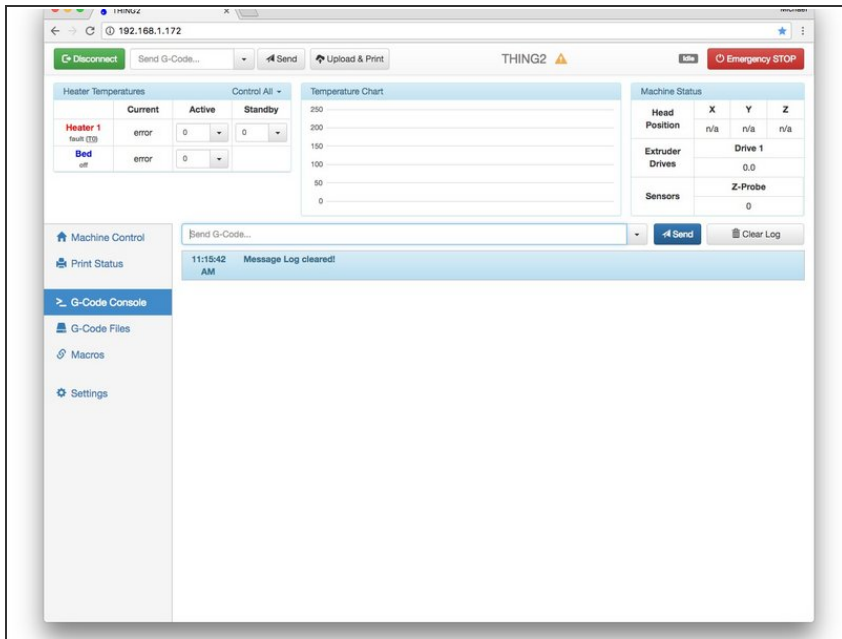 THING2
Michael
192.168.1.172
Disconnect Send G-Code... Send Upload & Print THING2 Idle Emergency STOP
Heater Temperatures Control All
Current Active Standby
Heater 1 error 0 0
fault (T0)
Bed error 0
off
Temperature Chart
250
200
150
100
50
0
Machine Status
Head Position X Y Z
n/a n/a n/a
Extruder Drives Drive 1
0.0
Sensors Z-Probe
0
Machine Control
Print Status
G-Code Console
G-Code Files
Macros
Settings
Send G-Code... Send Clear Log
11:15:42 AM Message Log cleared!